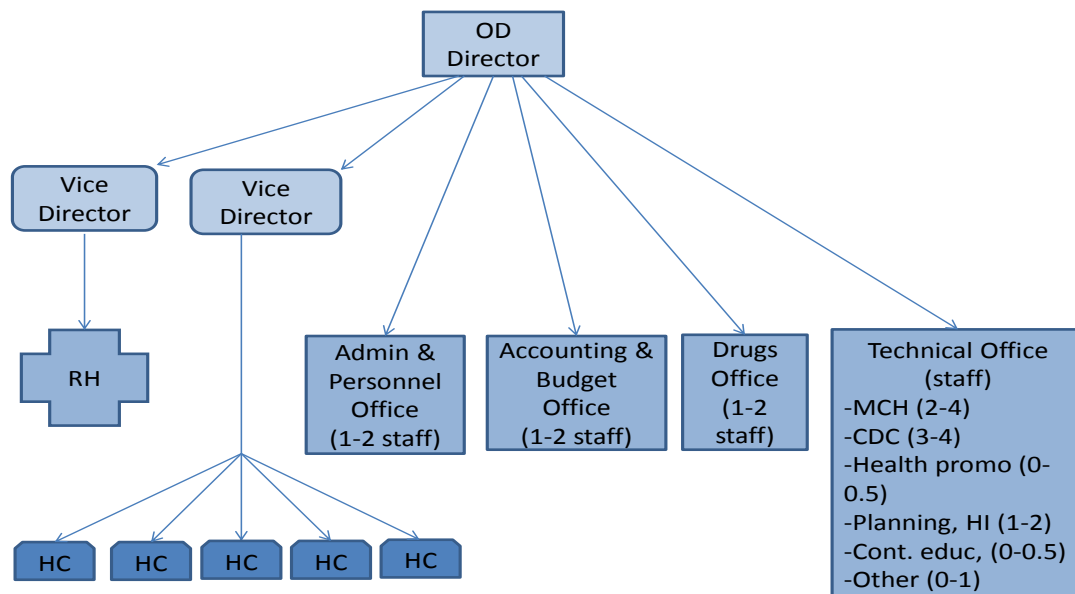 OD
Director
Vice
Director
Vice
Director
RH
Admin &
Personnel
Office
(1-2 staff)
Accounting &
Budget
Office
(1-2 staff)
Drugs
Office
(1-2
staff)
Technical Office
(staff)
-MCH (2-4)
-CDC (3-4)
-Health promo (0-
0.5)
-Planning, HI (1-2)
-Cont. educ, (0-0.5)
-Other (0-1)
HC
HC
HC
HC
HC